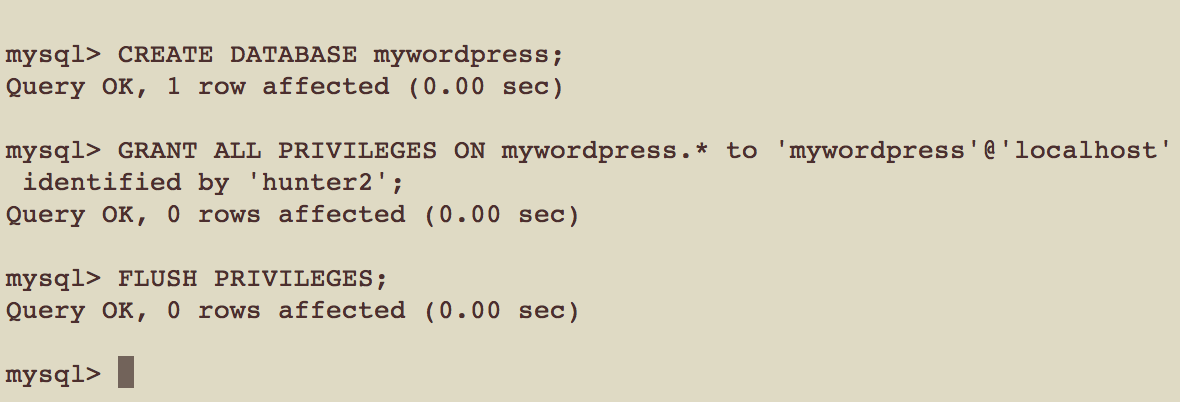 mysql> CREATE DATABASE mywordpress;
Query OK, 1 row affected (0.00 sec)
mysql> GRANT ALL PRIVILEGES ON mywordpress.* to 'mywordpress'@'localhost'
identified by 'hunter2';
Query OK, 0 rows affected (0.00 sec)
mysql> FLUSH PRIVILEGES;
Query OK, 0 rows affected (0.00 sec)
mysql>